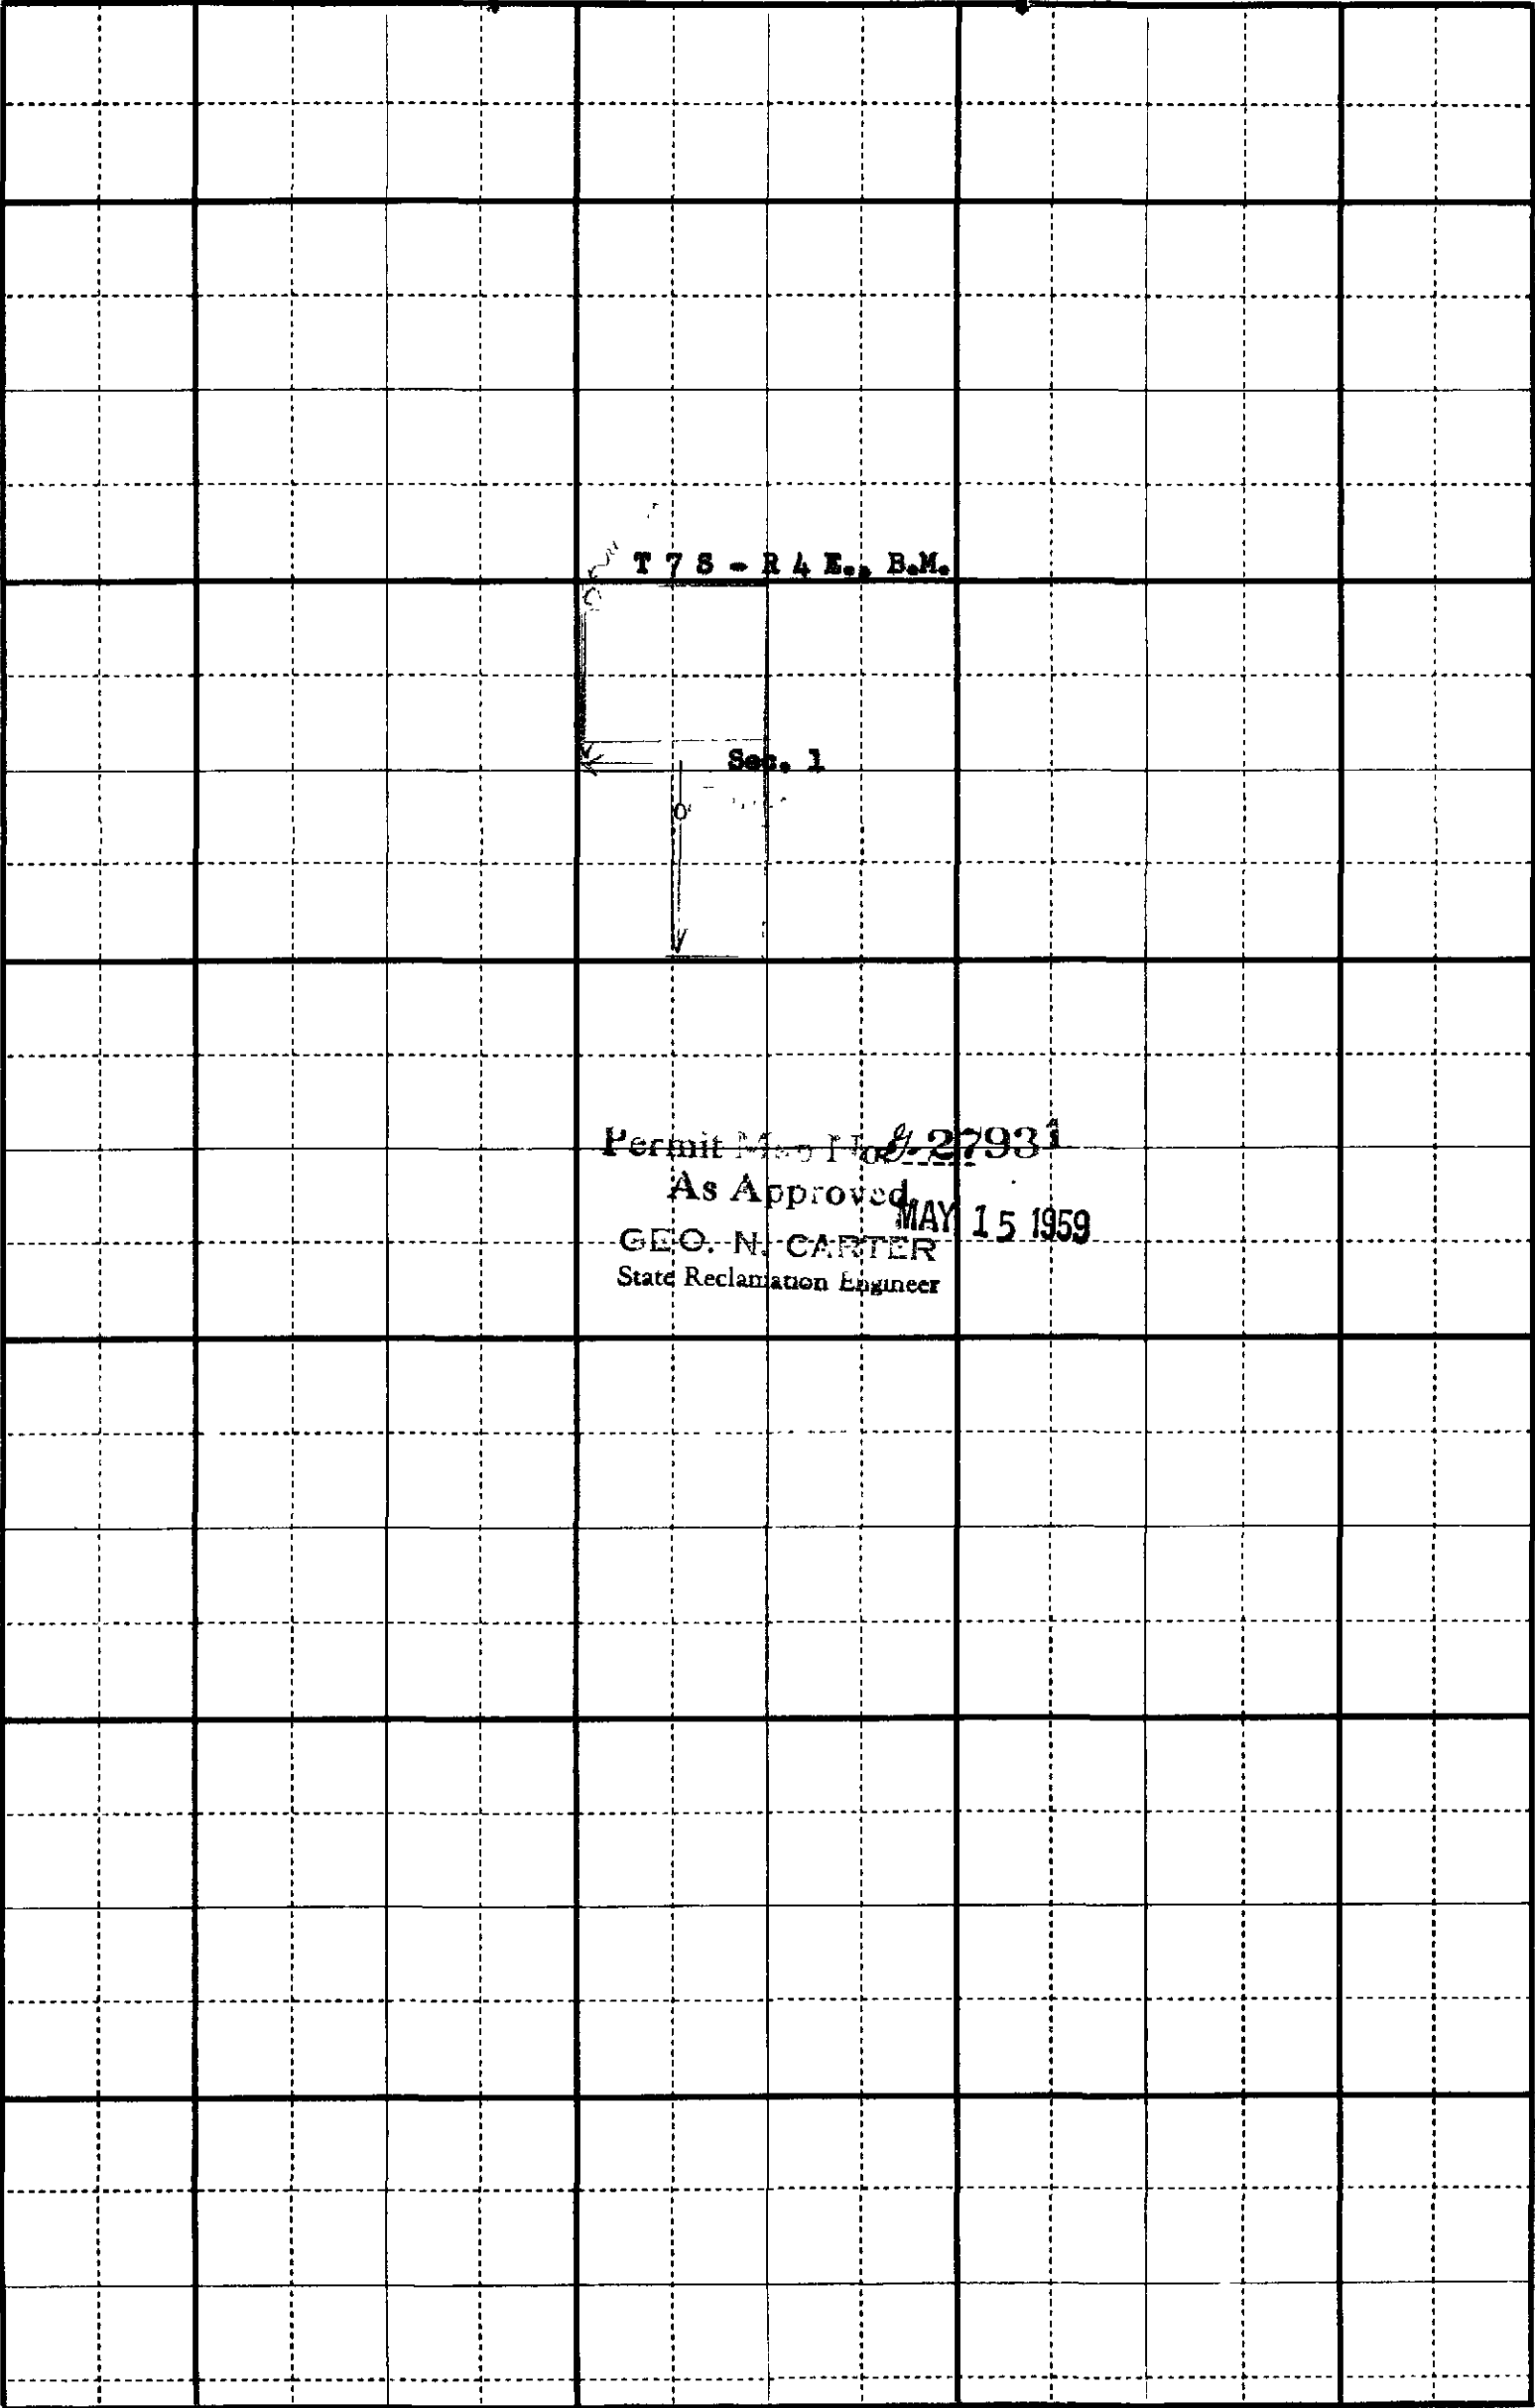 T 7 S - R 4 E., B.M.
Sec. 1
Permit Map No. G-27931
As Approved
MAY 15 1959
GEO. N. CARTER
State Reclamation Engineer